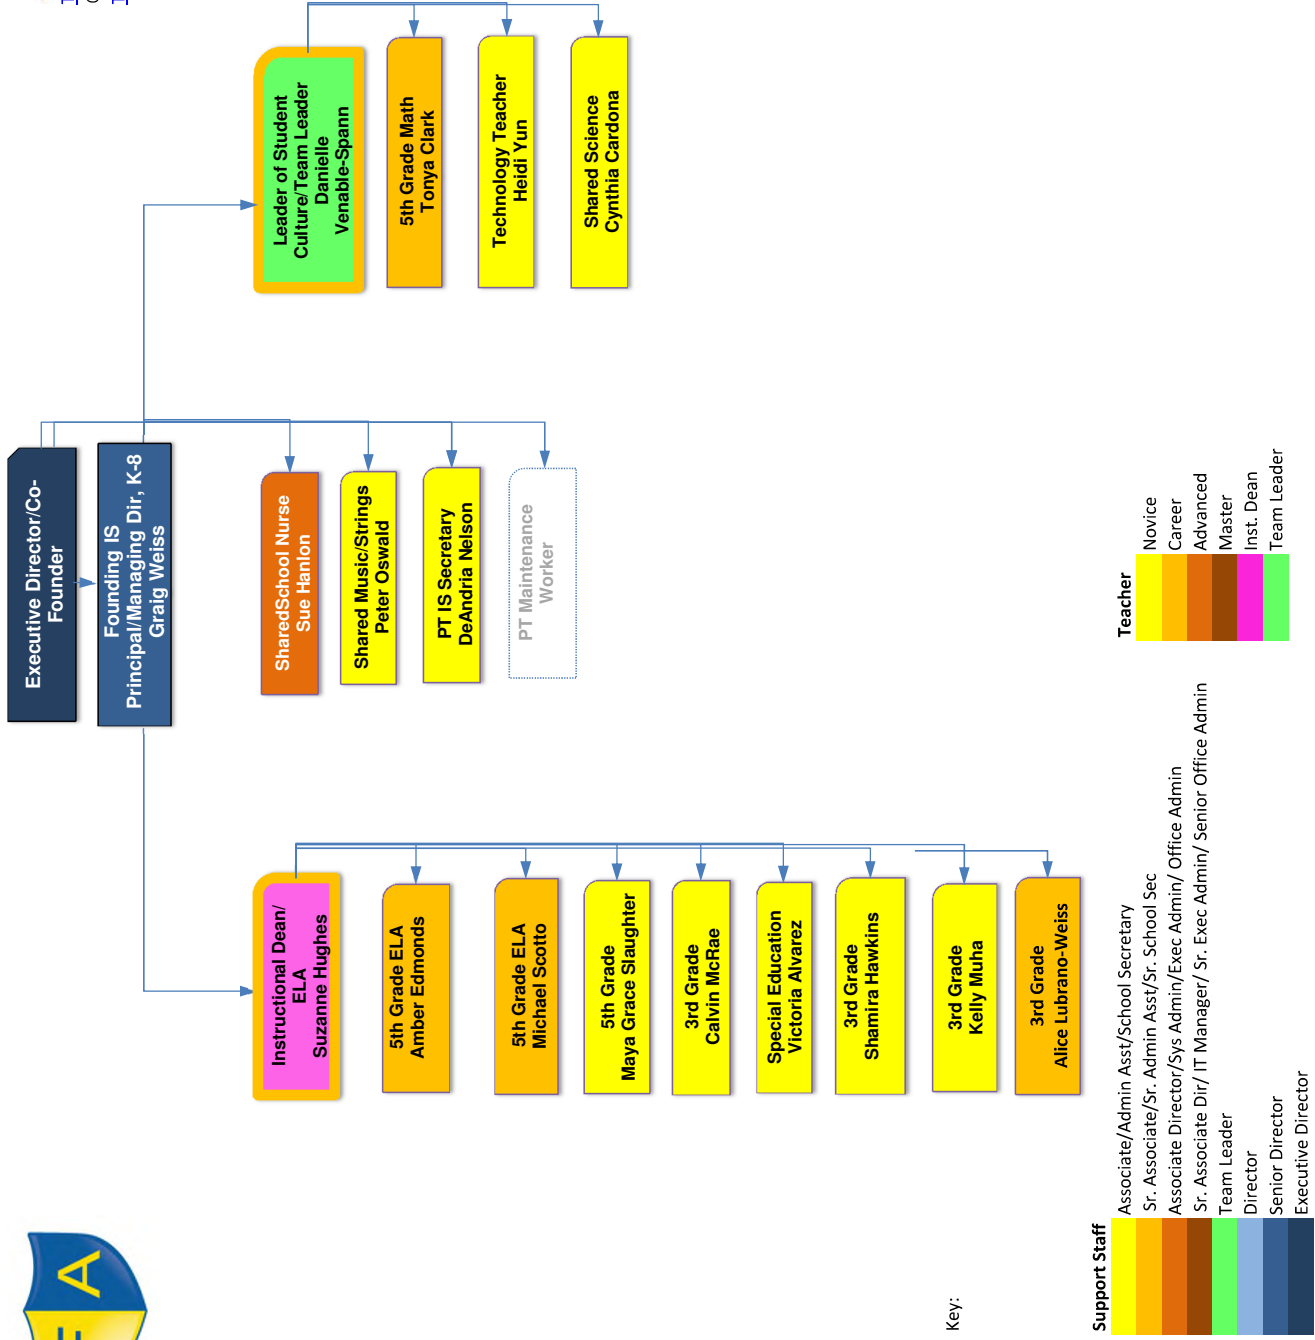 E A
Executive Director/Co-
Founder
Founding IS
Principal/Managing Dir, K-8
Graig Weiss
Instructional Dean/
ELA
Suzanne Hughes
5th Grade ELA
Amber Edmonds
5th Grade ELA
Michael Scotto
5th Grade
Maya Grace Slaughter
3rd Grade
Calvin McRae
Special Education
Victoria Alvarez
3rd Grade
Shamira Hawkins
3rd Grade
Kelly Muha
3rd Grade
Alice Lubrano-Weiss
SharedSchool Nurse
Sue Hanlon
Shared Music/Strings
Peter Oswald
PT IS Secretary
DeAndria Nelson
PT Maintenance
Worker
Leader of Student
Culture/Team Leader
Danielle
Venable-Spann
5th Grade Math
Tonya Clark
Technology Teacher
Heidi Yun
Shared Science
Cynthia Cardona
Key:
Support Staff
Associate/Admin Asst/School Secretary
Sr. Associate/Sr. Admin Asst/Sr. School Sec
Associate Director/Sys Admin/Exec Admin/ Office Admin
Sr. Associate Dir/ IT Manager/ Sr. Exec Admin/ Senior Office Admin
Team Leader
Director
Senior Director
Executive Director
Teacher
Novice
Career
Advanced
Master
Inst. Dean
Team Leader